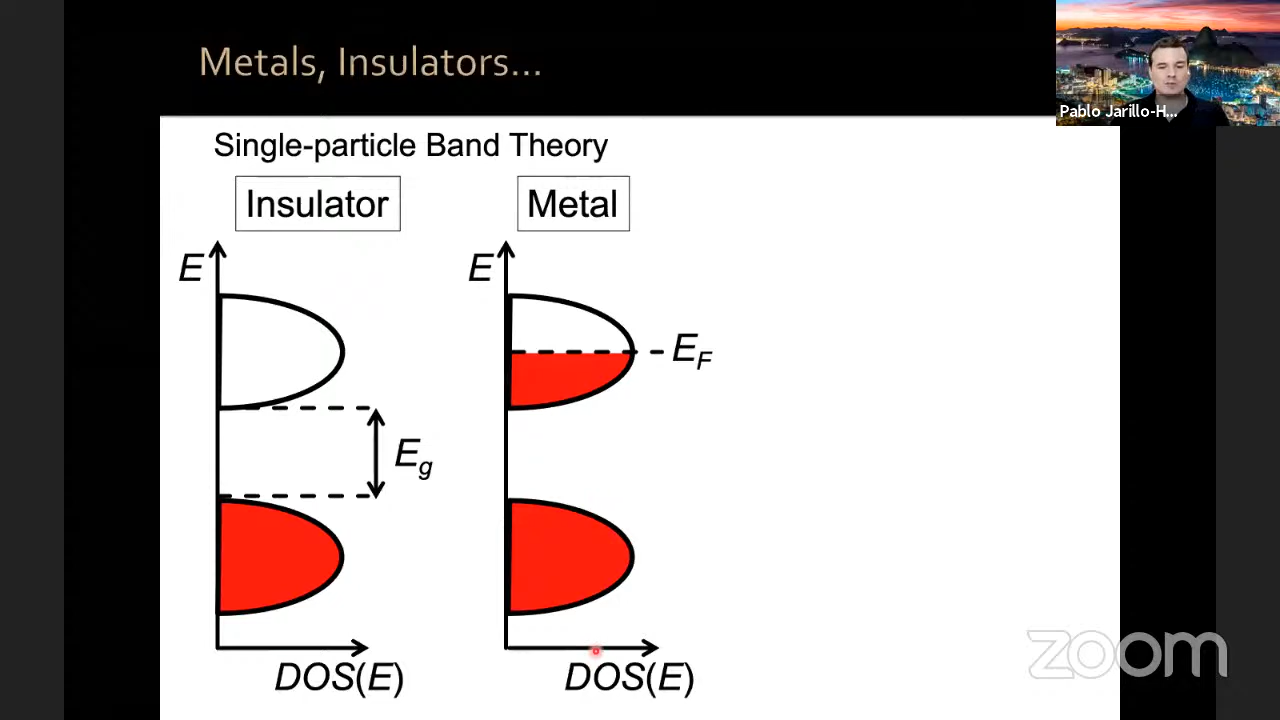 Metals, Insulators...
Pablo Jarillo-H...
Single-particle Band Theory
Insulator
Metal
E
E
E_F
E_g
DOS(E)
DOS(E)
zoom